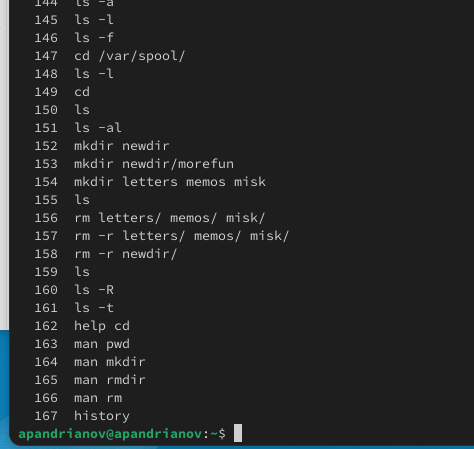 144 ls -a
145 ls -l
146 ls -f
147 cd /var/spool/
148 ls -l
149 cd
150 ls
151 ls -al
152 mkdir newdir
153 mkdir newdir/morefun
154 mkdir letters memos misk
155 ls
156 rm letters/ memos/ misk/
157 rm -r letters/ memos/ misk/
158 rm -r newdir/
159 ls
160 ls -R
161 ls -t
162 help cd
163 man pwd
164 man mkdir
165 man rmdir
166 man rm
167 history
apandrianov@apandrianov:~$